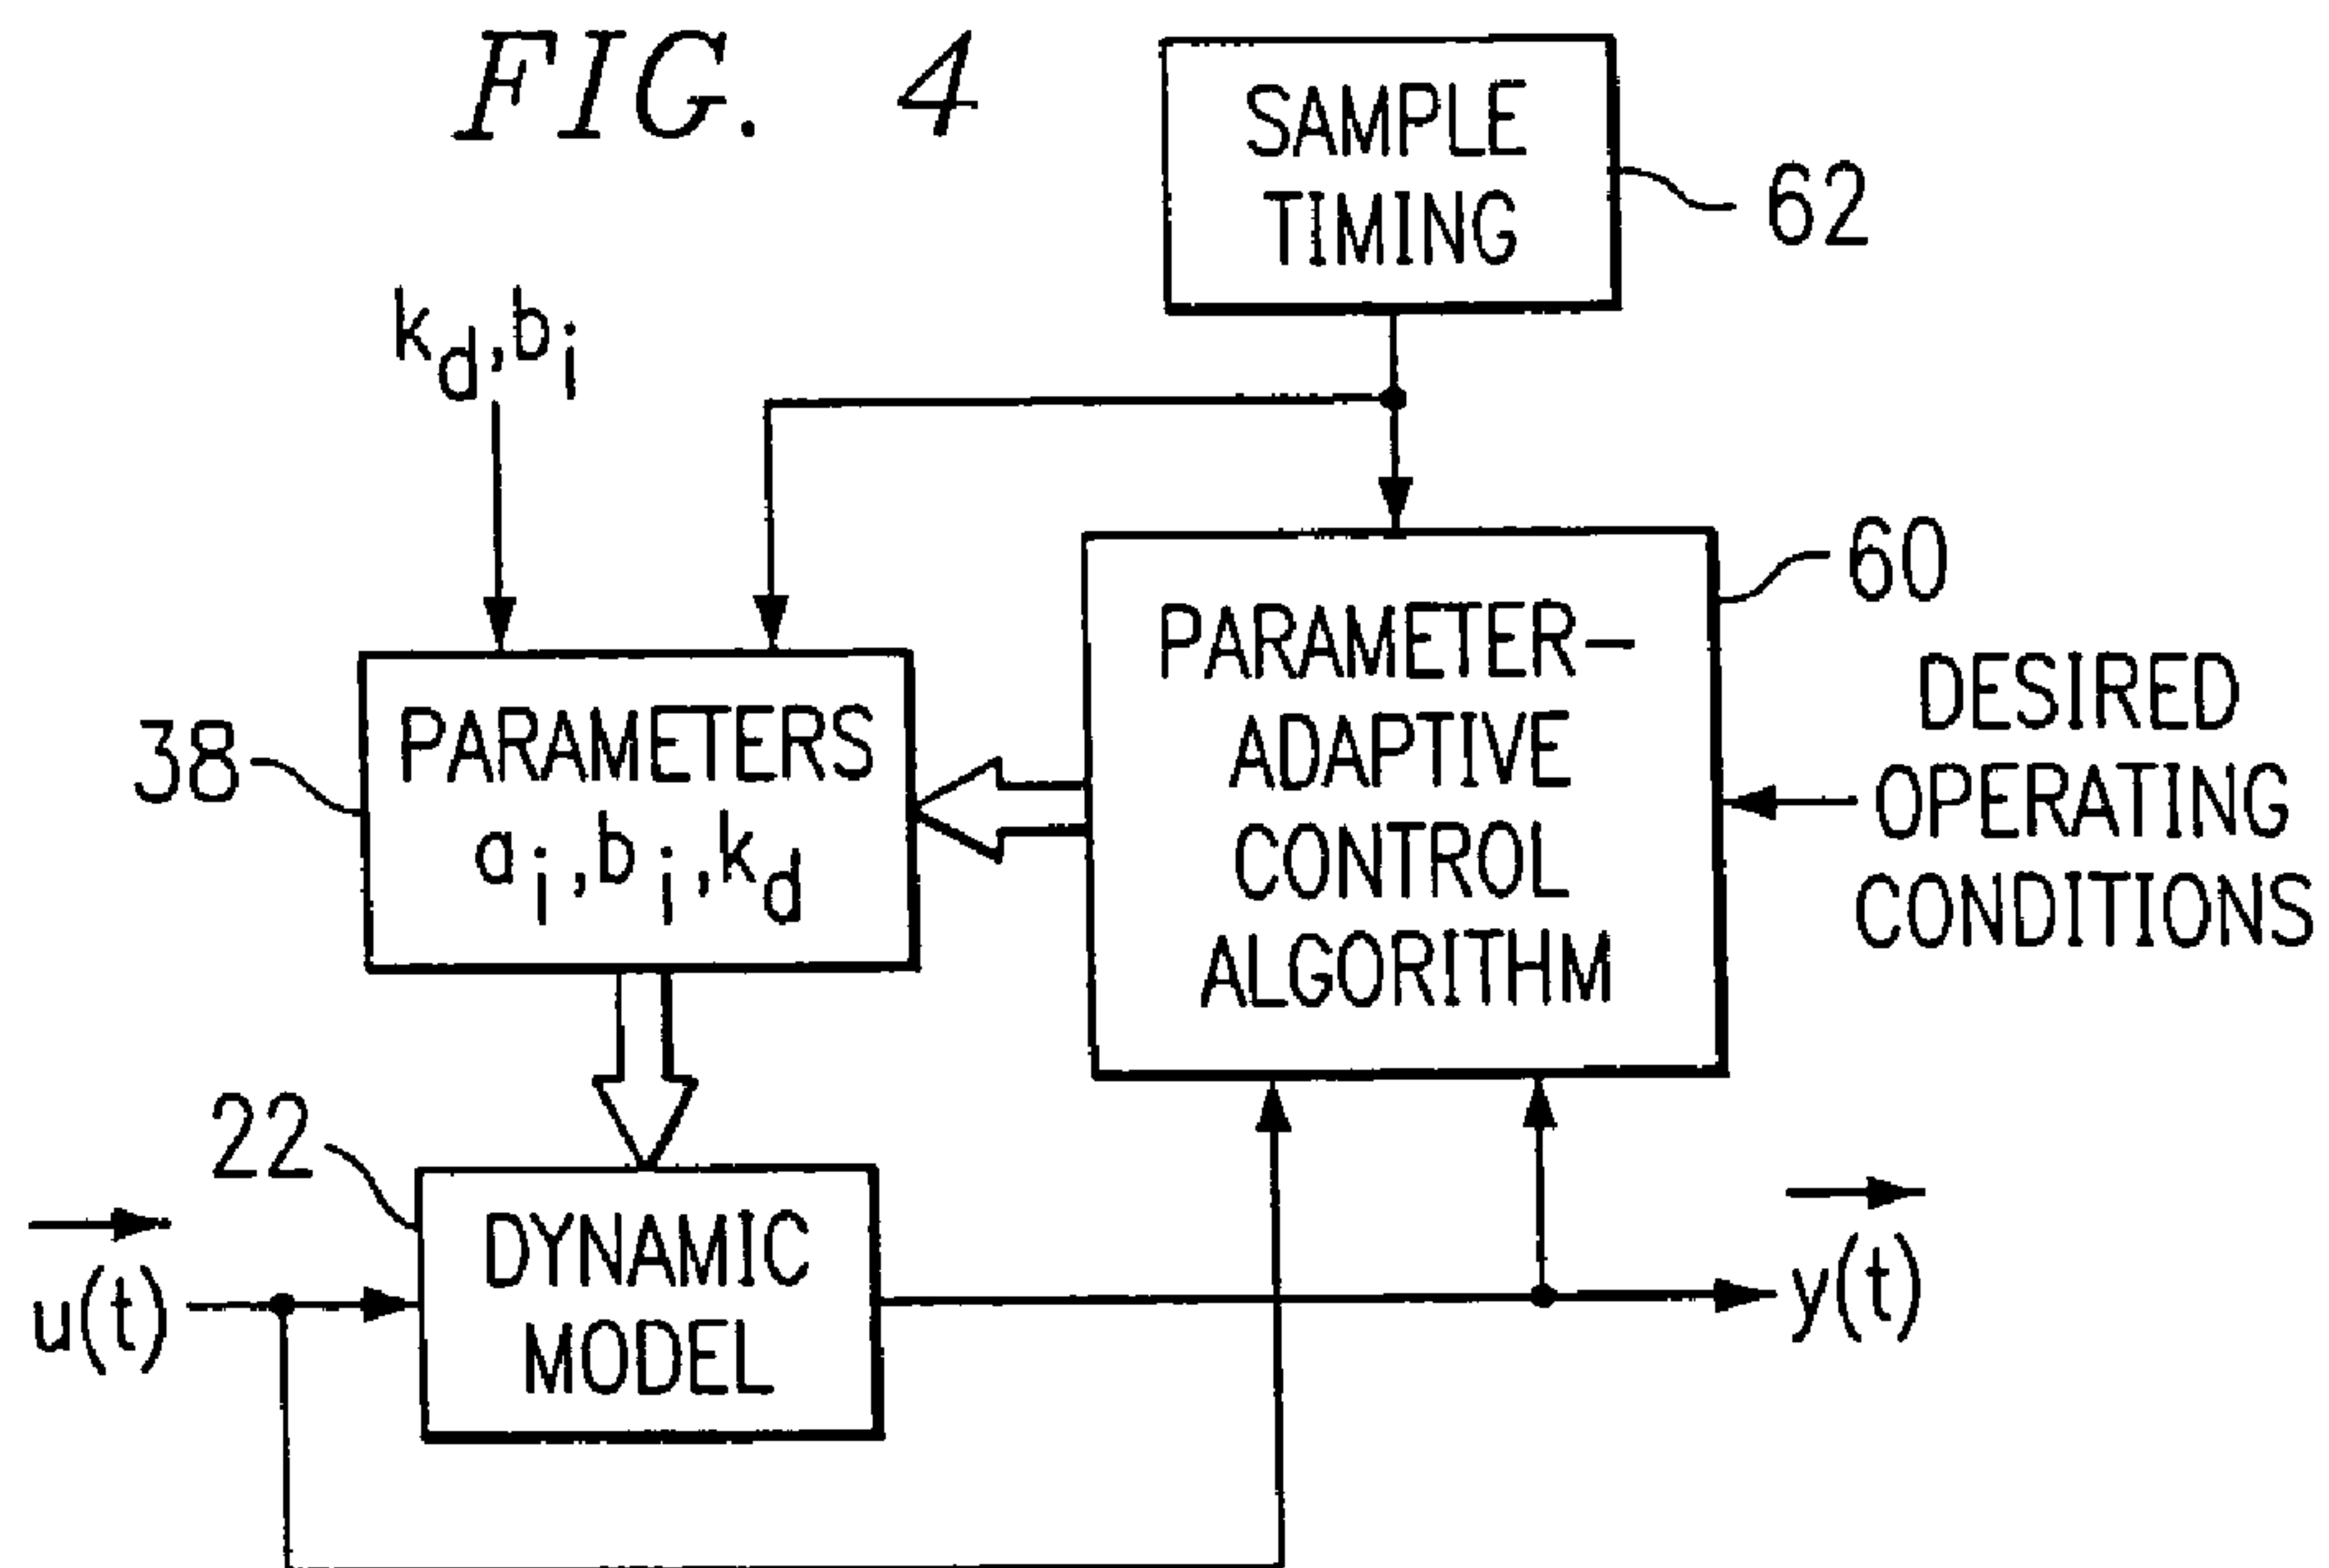 FIG. 4
SAMPLE
TIMING
62
k_d, b_i
60
PARAMETER-
ADAPTIVE
CONTROL
ALGORITHM
DESIRED
OPERATING
CONDITIONS
38
PARAMETERS
a_i, b_i, k_d
22
DYNAMIC
MODEL
u(t)
y(t)